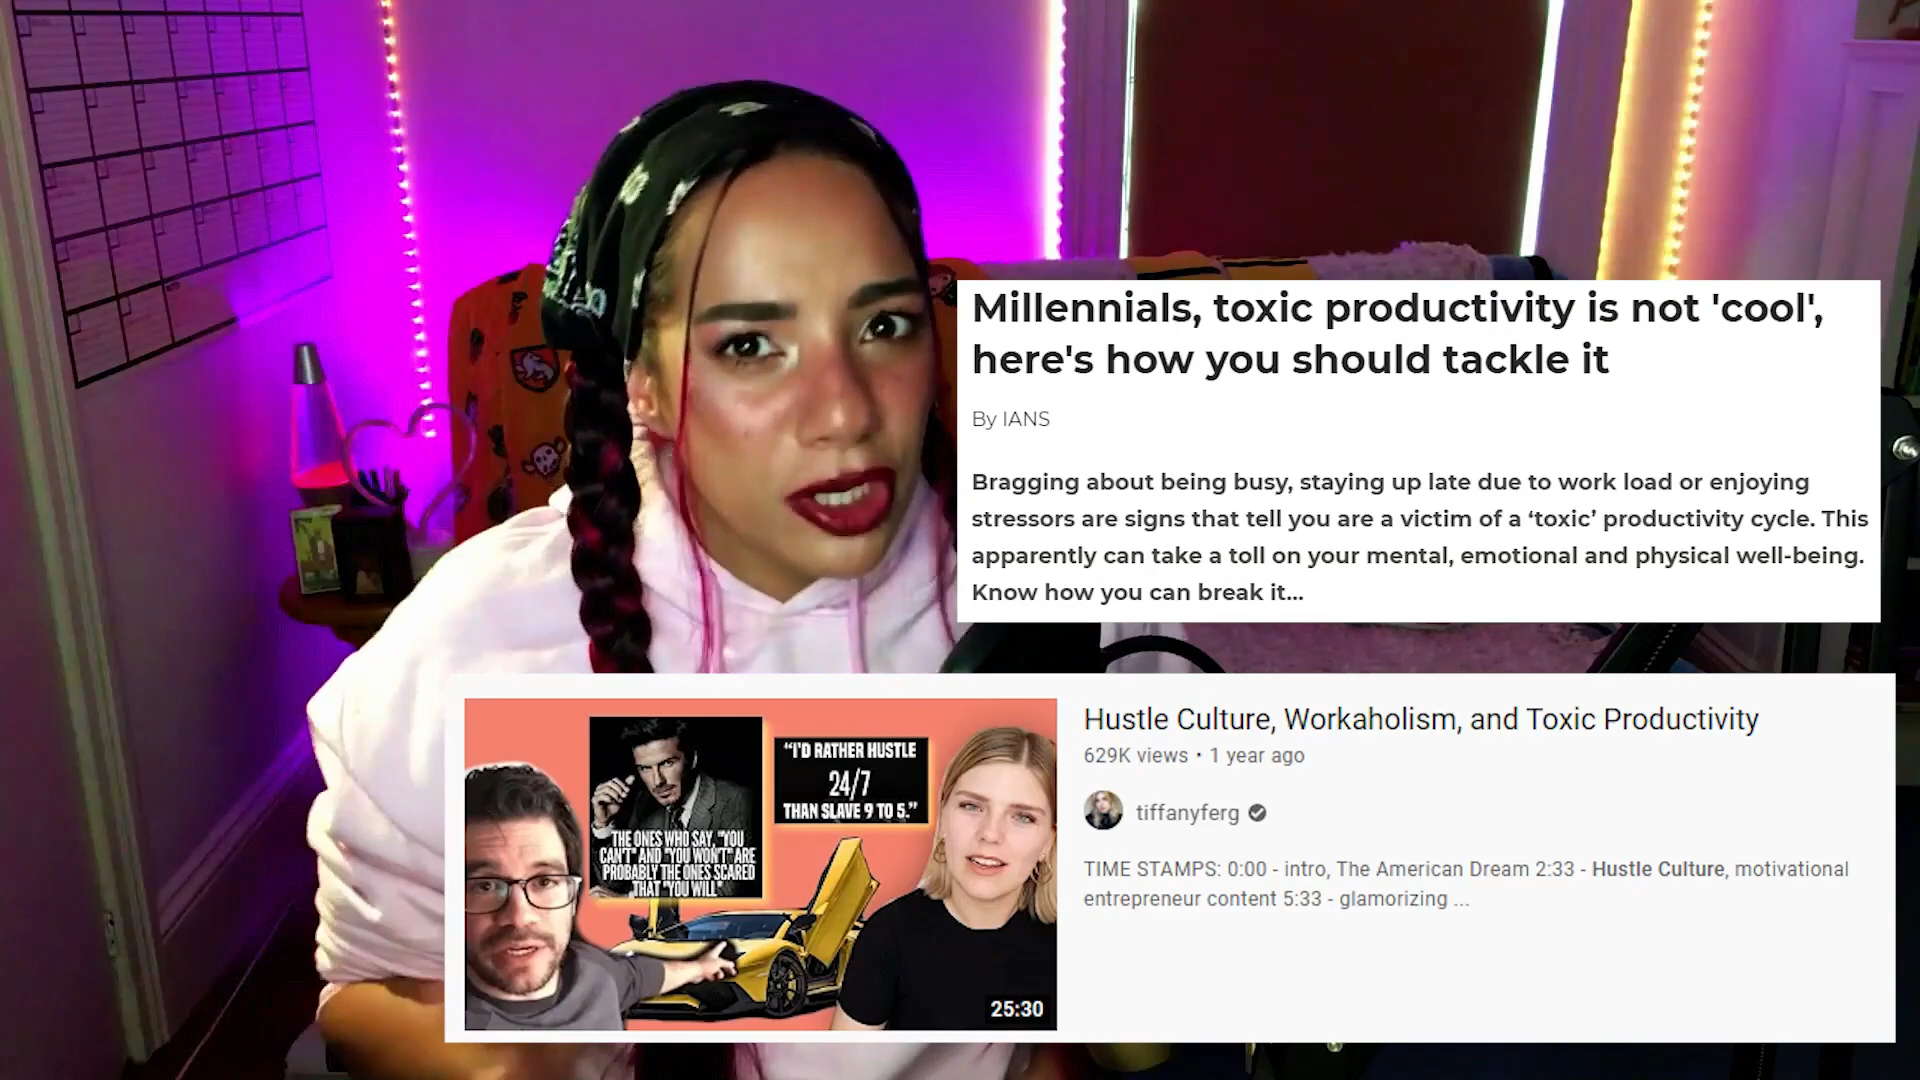 Millennials, toxic productivity is not 'cool',
here's how you should tackle it
By IANS
Bragging about being busy, staying up late due to work load or enjoying
stressors are signs that tell you are a victim of a ‘toxic’ productivity cycle. This
apparently can take a toll on your mental, emotional and physical well-being.
Know how you can break it...
THE ONES WHO SAY, "YOU
CAN'T" AND "YOU WON'T" ARE
PROBABLY THE ONES SCARED
THAT "YOU WILL"
“I'D RATHER HUSTLE
24/7
THAN SLAVE 9 TO 5.”
25:30
Hustle Culture, Workaholism, and Toxic Productivity
629K views • 1 year ago
tiffanyferg
TIME STAMPS: 0:00 - intro, The American Dream 2:33 - Hustle Culture, motivational
entrepreneur content 5:33 - glamorizing ...